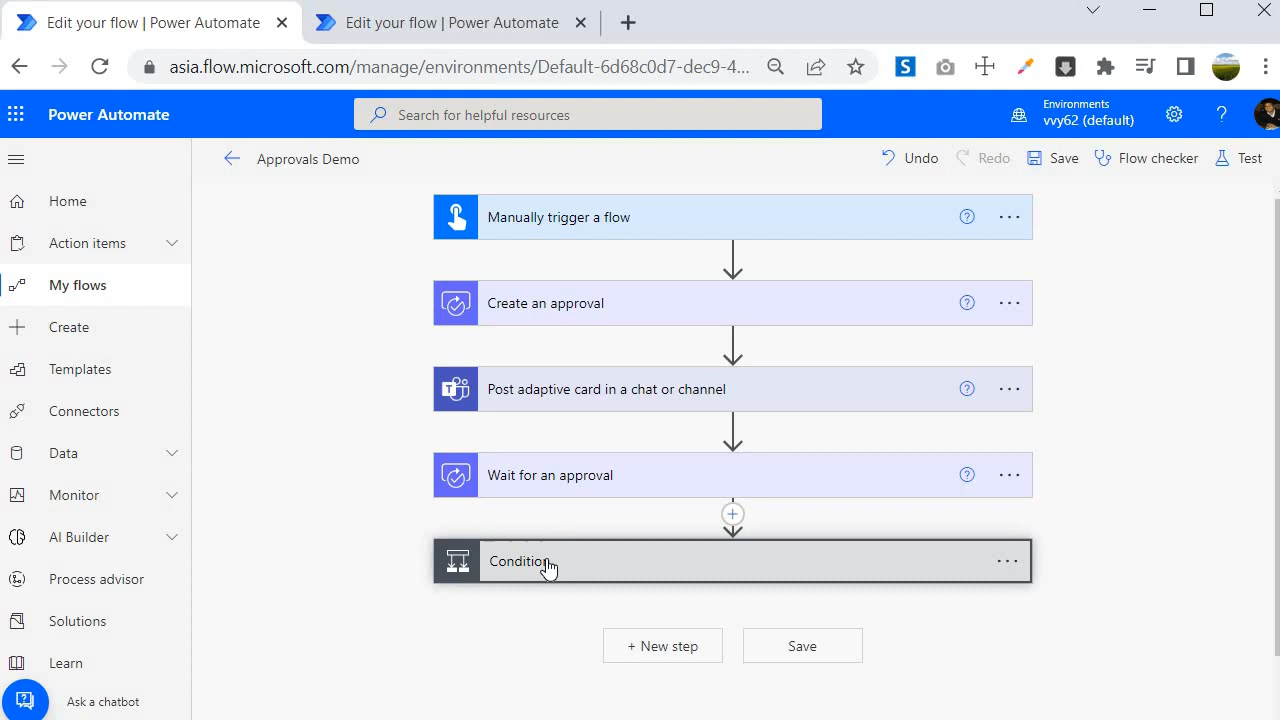 Edit your flow | Power Automate
Edit your flow | Power Automate
asia.flow.microsoft.com/manage/environments/Default-6d68c0d7-dec9-4...
S
Power Automate
Search for helpful resources
Environments
vvy62 (default)
?
Approvals Demo
Undo
Redo
Save
Flow checker
Test
Home
Action items
My flows
Create
Templates
Connectors
Data
Monitor
AI Builder
Process advisor
Solutions
Learn
Ask a chatbot
Manually trigger a flow
?
Create an approval
?
T
Post adaptive card in a chat or channel
?
Wait for an approval
?
Condition
+ New step
Save